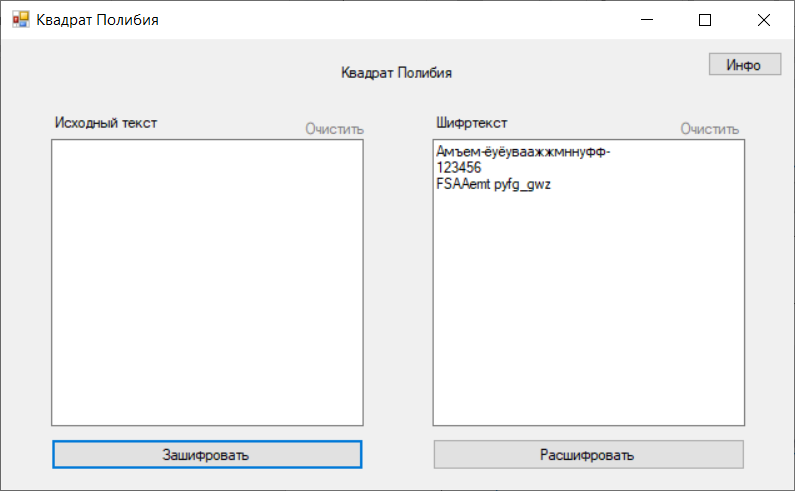 Квадрат Полибия
Инфо
Квадрат Полибия
Исходный текст
Очистить
Шифртекст
Очистить
Амъем-ёуёуваажжмннуфф-
123456
FSAAemt pyfg_gwz
Зашифровать
Расшифровать